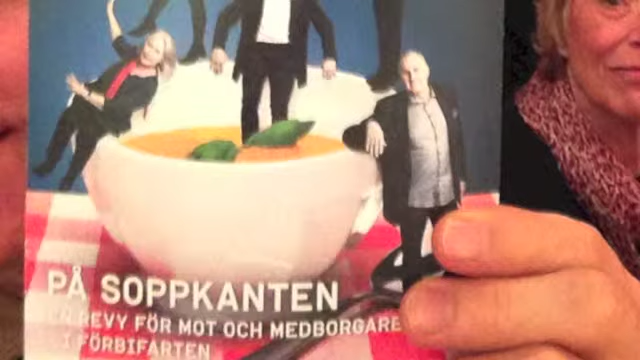 PÅ SOPPKANTEN
EN REVY FÖR MOT OCH MEDBORGARE
I FÖRBIFARTEN